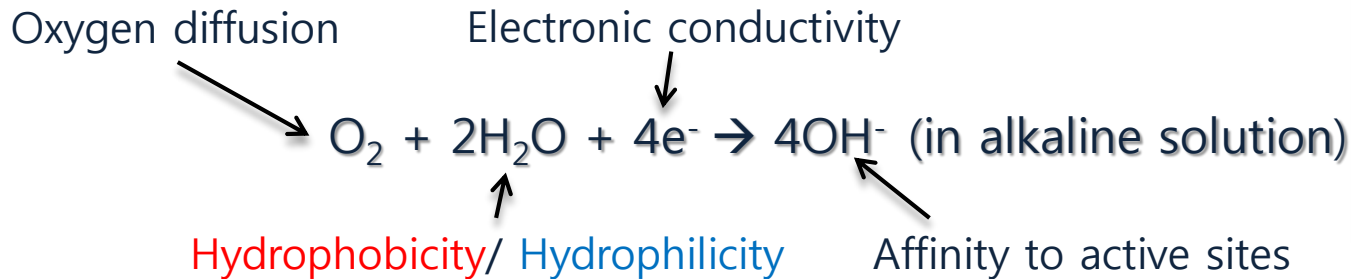 Oxygen diffusion Electronic conductivity
O₂ + 2H₂O + 4e⁻ → 4OH⁻ (in alkaline solution)
Hydrophobicity/ Hydrophilicity Affinity to active sites